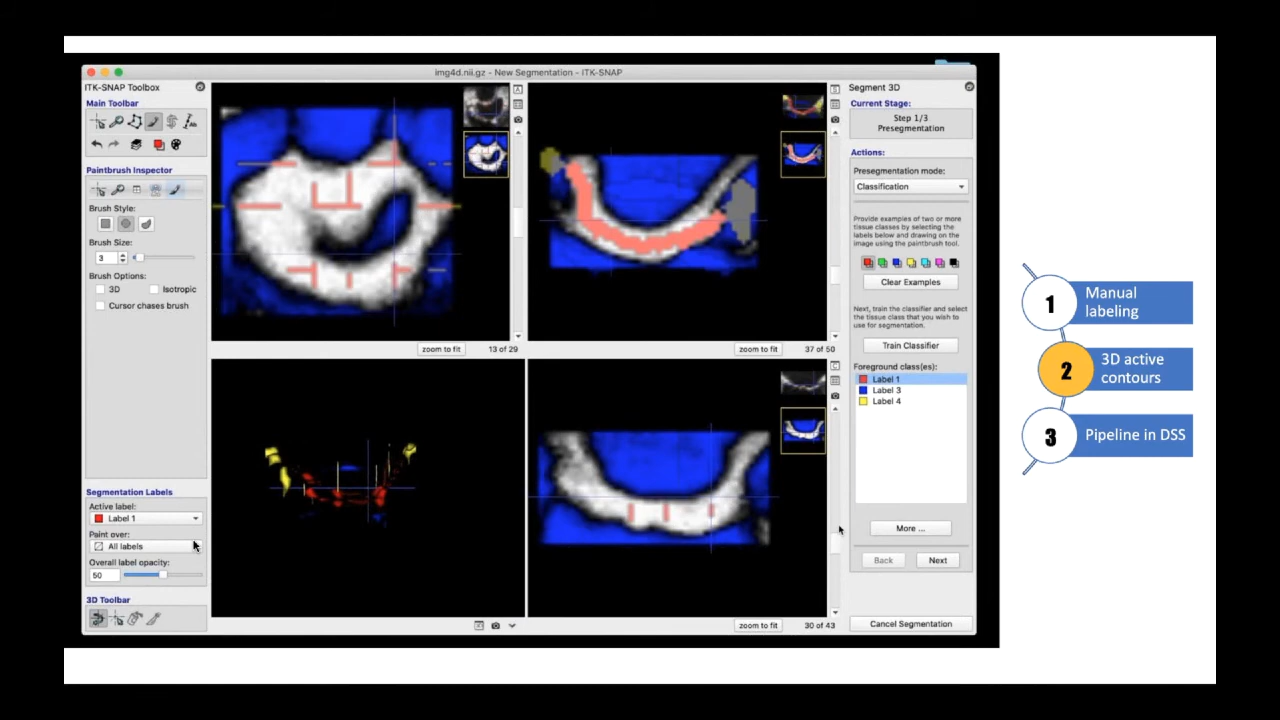 img4d.nii.gz - New Segmentation - ITK-SNAP
ITK-SNAP Toolbox
Main Toolbar
Paintbrush Inspector
Brush Style:
Brush Size:
3
Brush Options:
3D
Isotropic
Cursor chases brush
Segmentation Labels
Active label:
Label 1
Paint over:
All labels
Overall label opacity:
50
3D Toolbar
zoom to fit
13 of 29
zoom to fit
37 of 50
zoom to fit
30 of 43
Segment 3D
Current Stage:
Step 1/3
Presegmentation
Actions:
Presegmentation mode:
Classification
Provide examples of two or more
tissue classes by selecting the
labels below and drawing on the
image using the paintbrush tool.
Clear Examples
Next, train the classifier and select
the tissue class that you wish to
use for segmentation.
Train Classifier
Foreground class(es):
Label 1
Label 3
Label 4
More ...
Back
Next
Cancel Segmentation
1
Manual
labeling
2
3D active
contours
3
Pipeline in DSS